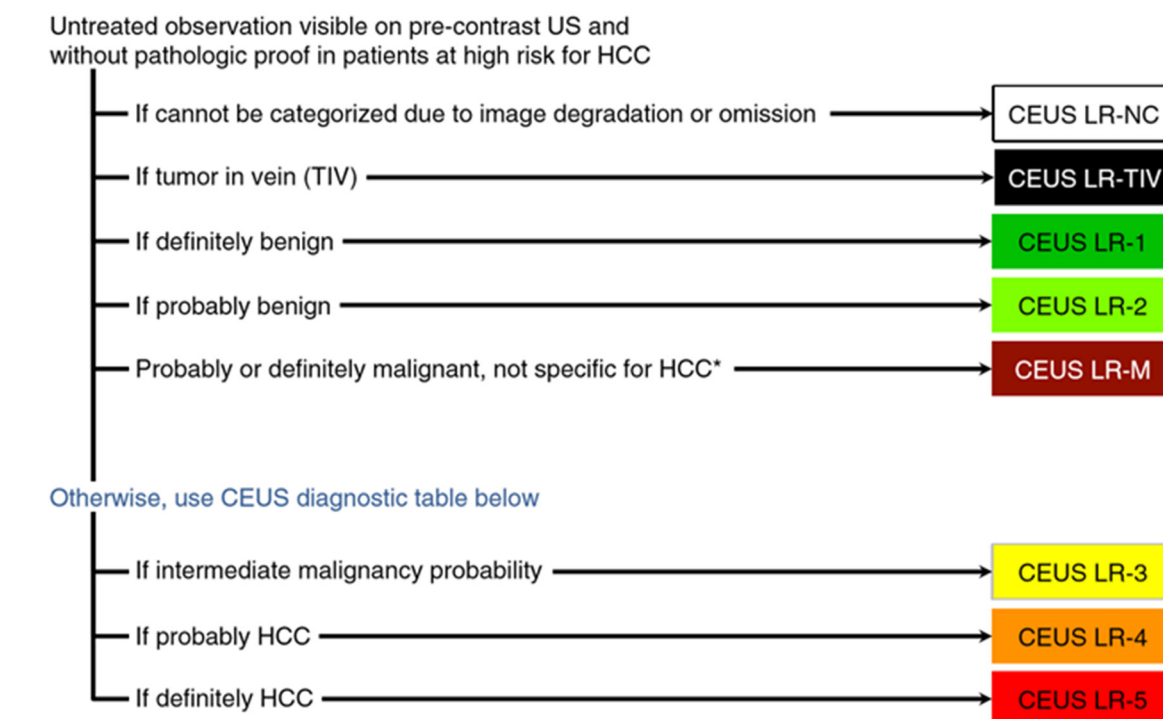 Untreated observation visible on pre-contrast US and
without pathologic proof in patients at high risk for HCC
If cannot be categorized due to image degradation or omission
CEUS LR-NC
If tumor in vein (TIV)
CEUS LR-TIV
If definitely benign
CEUS LR-1
If probably benign
CEUS LR-2
Probably or definitely malignant, not specific for HCC*
CEUS LR-M
Otherwise, use CEUS diagnostic table below
If intermediate malignancy probability
CEUS LR-3
If probably HCC
CEUS LR-4
If definitely HCC
CEUS LR-5